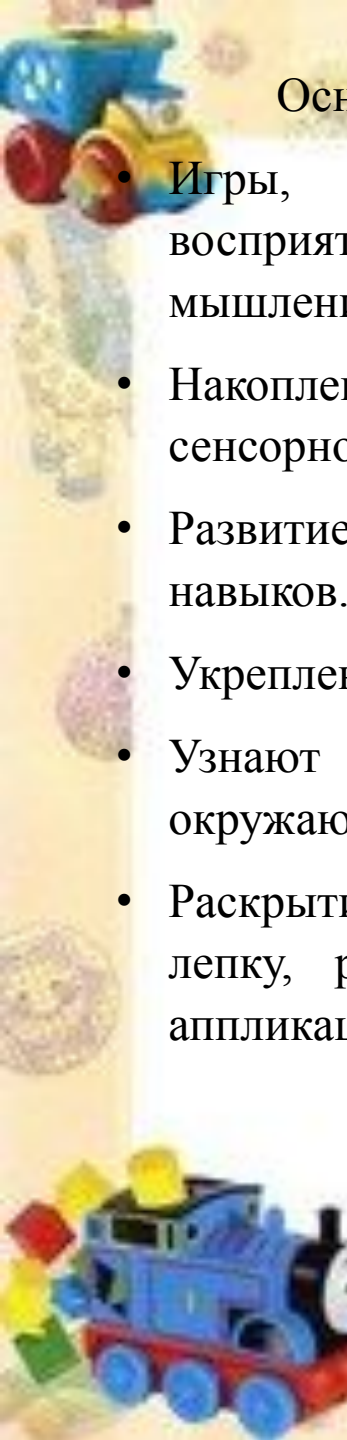 Осн
• Игры,
восприят
мышлени
• Накоплен
сенсорно
• Развитие
навыков.
• Укреплен
• Узнают
окружаю
• Раскрыти
лепку, р
аппликац